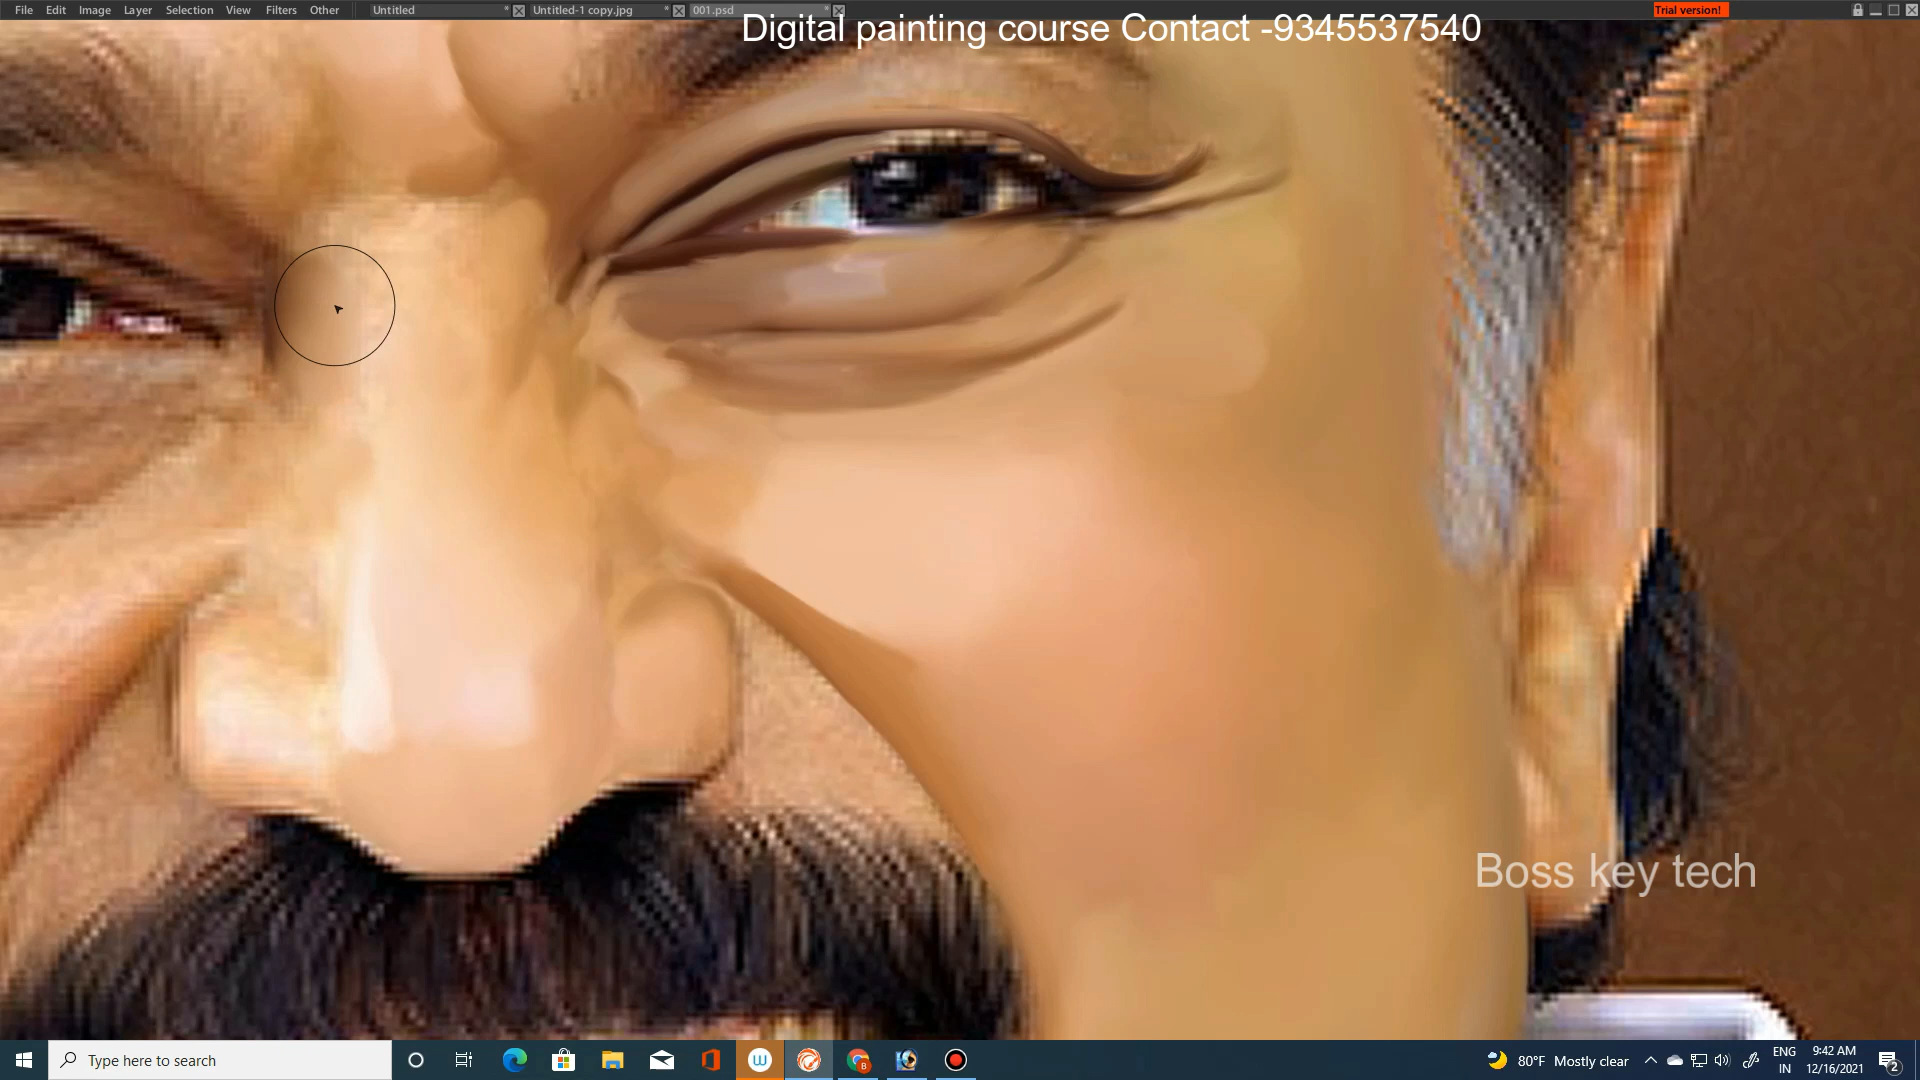 File Edit Image Layer Selection View Filters Other
Untitled *
Untitled-1 copy.jpg *
001.psd *
Trial version!
Digital painting course Contact -9345537540
Boss key tech
Type here to search
80°F Mostly clear
ENG
IN
9:42 AM
12/16/2021
2